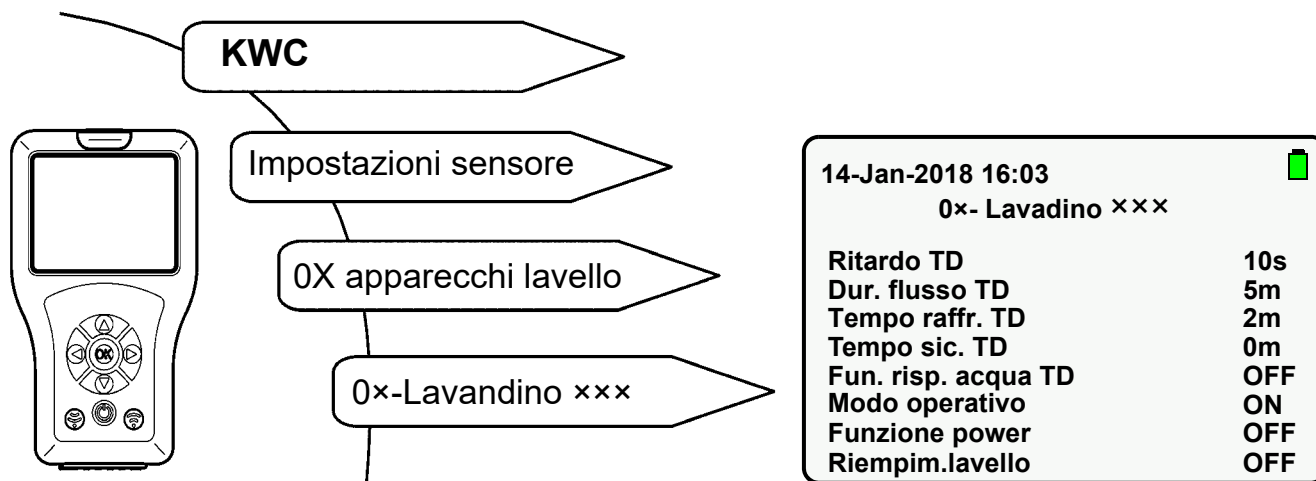 KWC
Impostazioni sensore
0X apparecchi lavello
0×-Lavandino ×××
OK
14-Jan-2018 16:03
0×- Lavadino ×××
Ritardo TD 10s
Dur. flusso TD 5m
Tempo raffr. TD 2m
Tempo sic. TD 0m
Fun. risp. acqua TD OFF
Modo operativo ON
Funzione power OFF
Riempim.lavello OFF